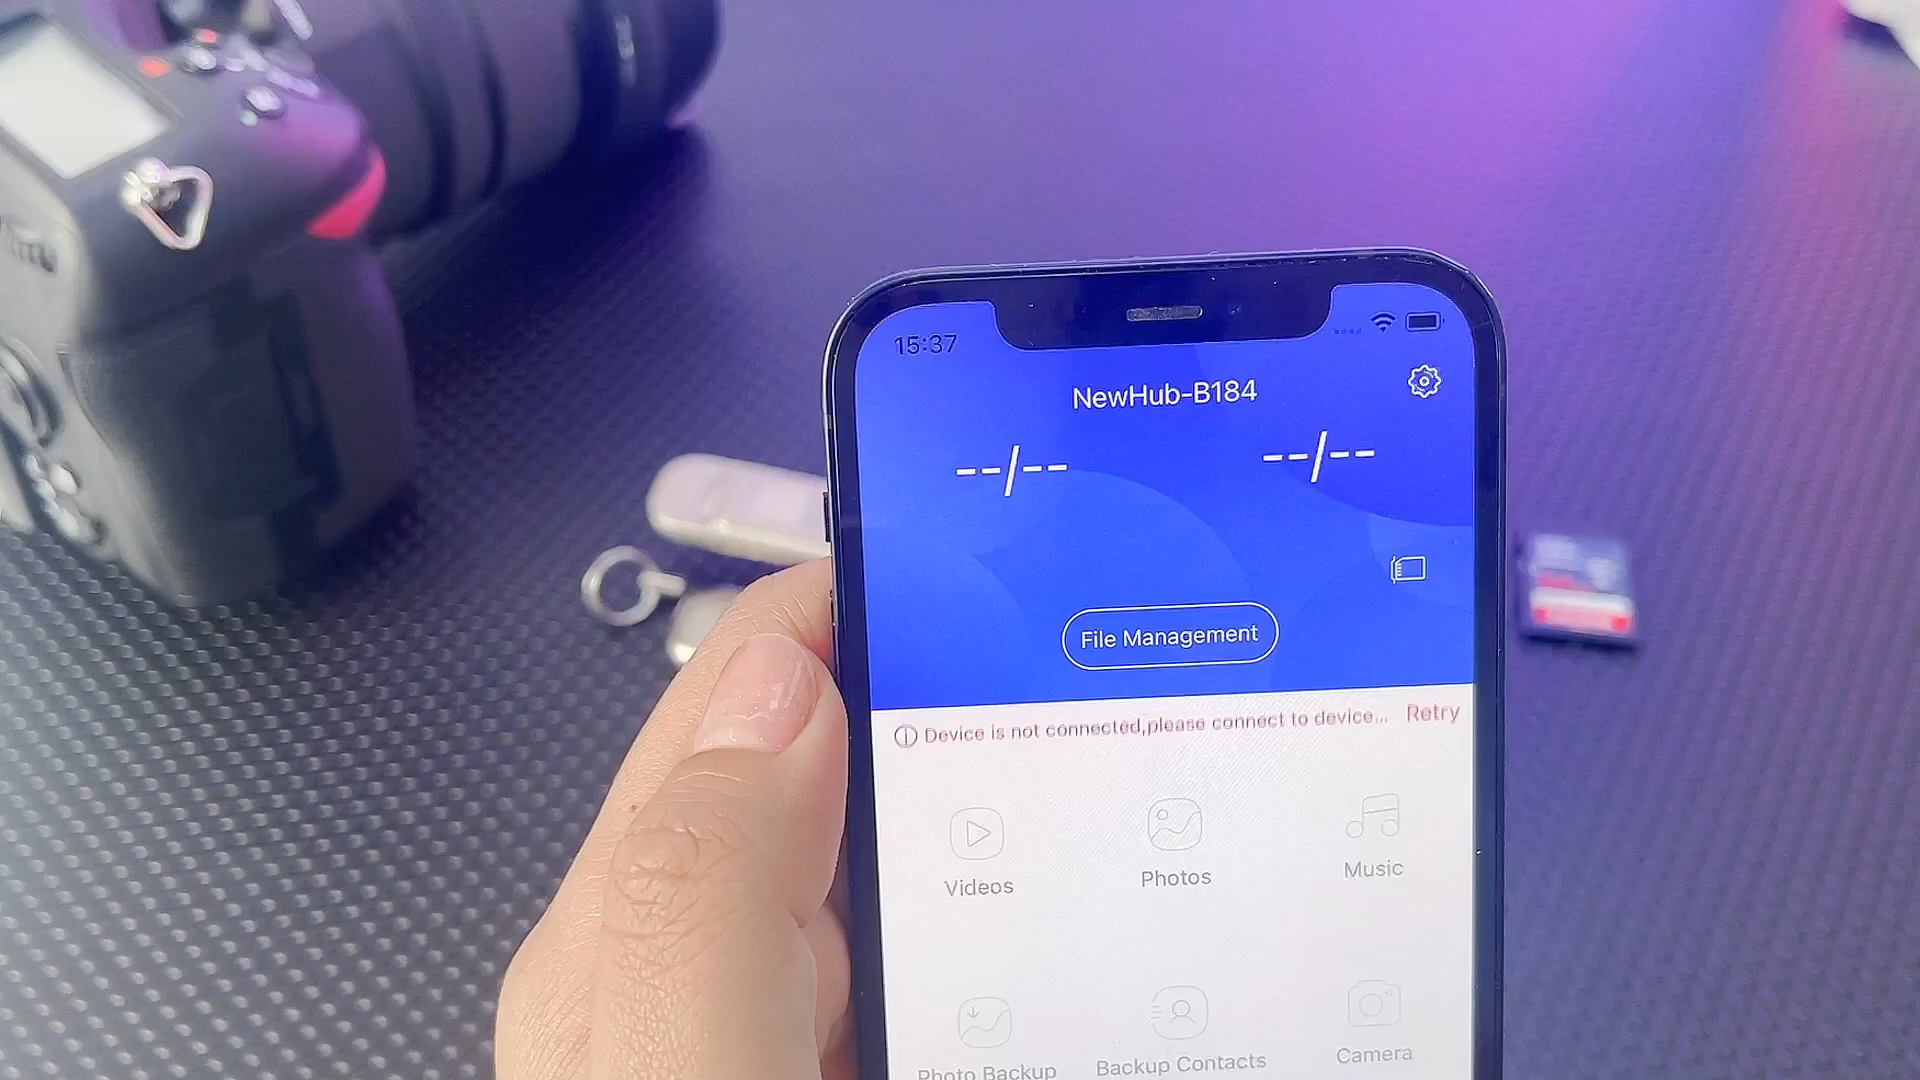 15:37
NewHub-B184
--/-- --/--
File Management
Device is not connected,please connect to device... Retry
Videos Photos Music
Photo Backup Backup Contacts Camera